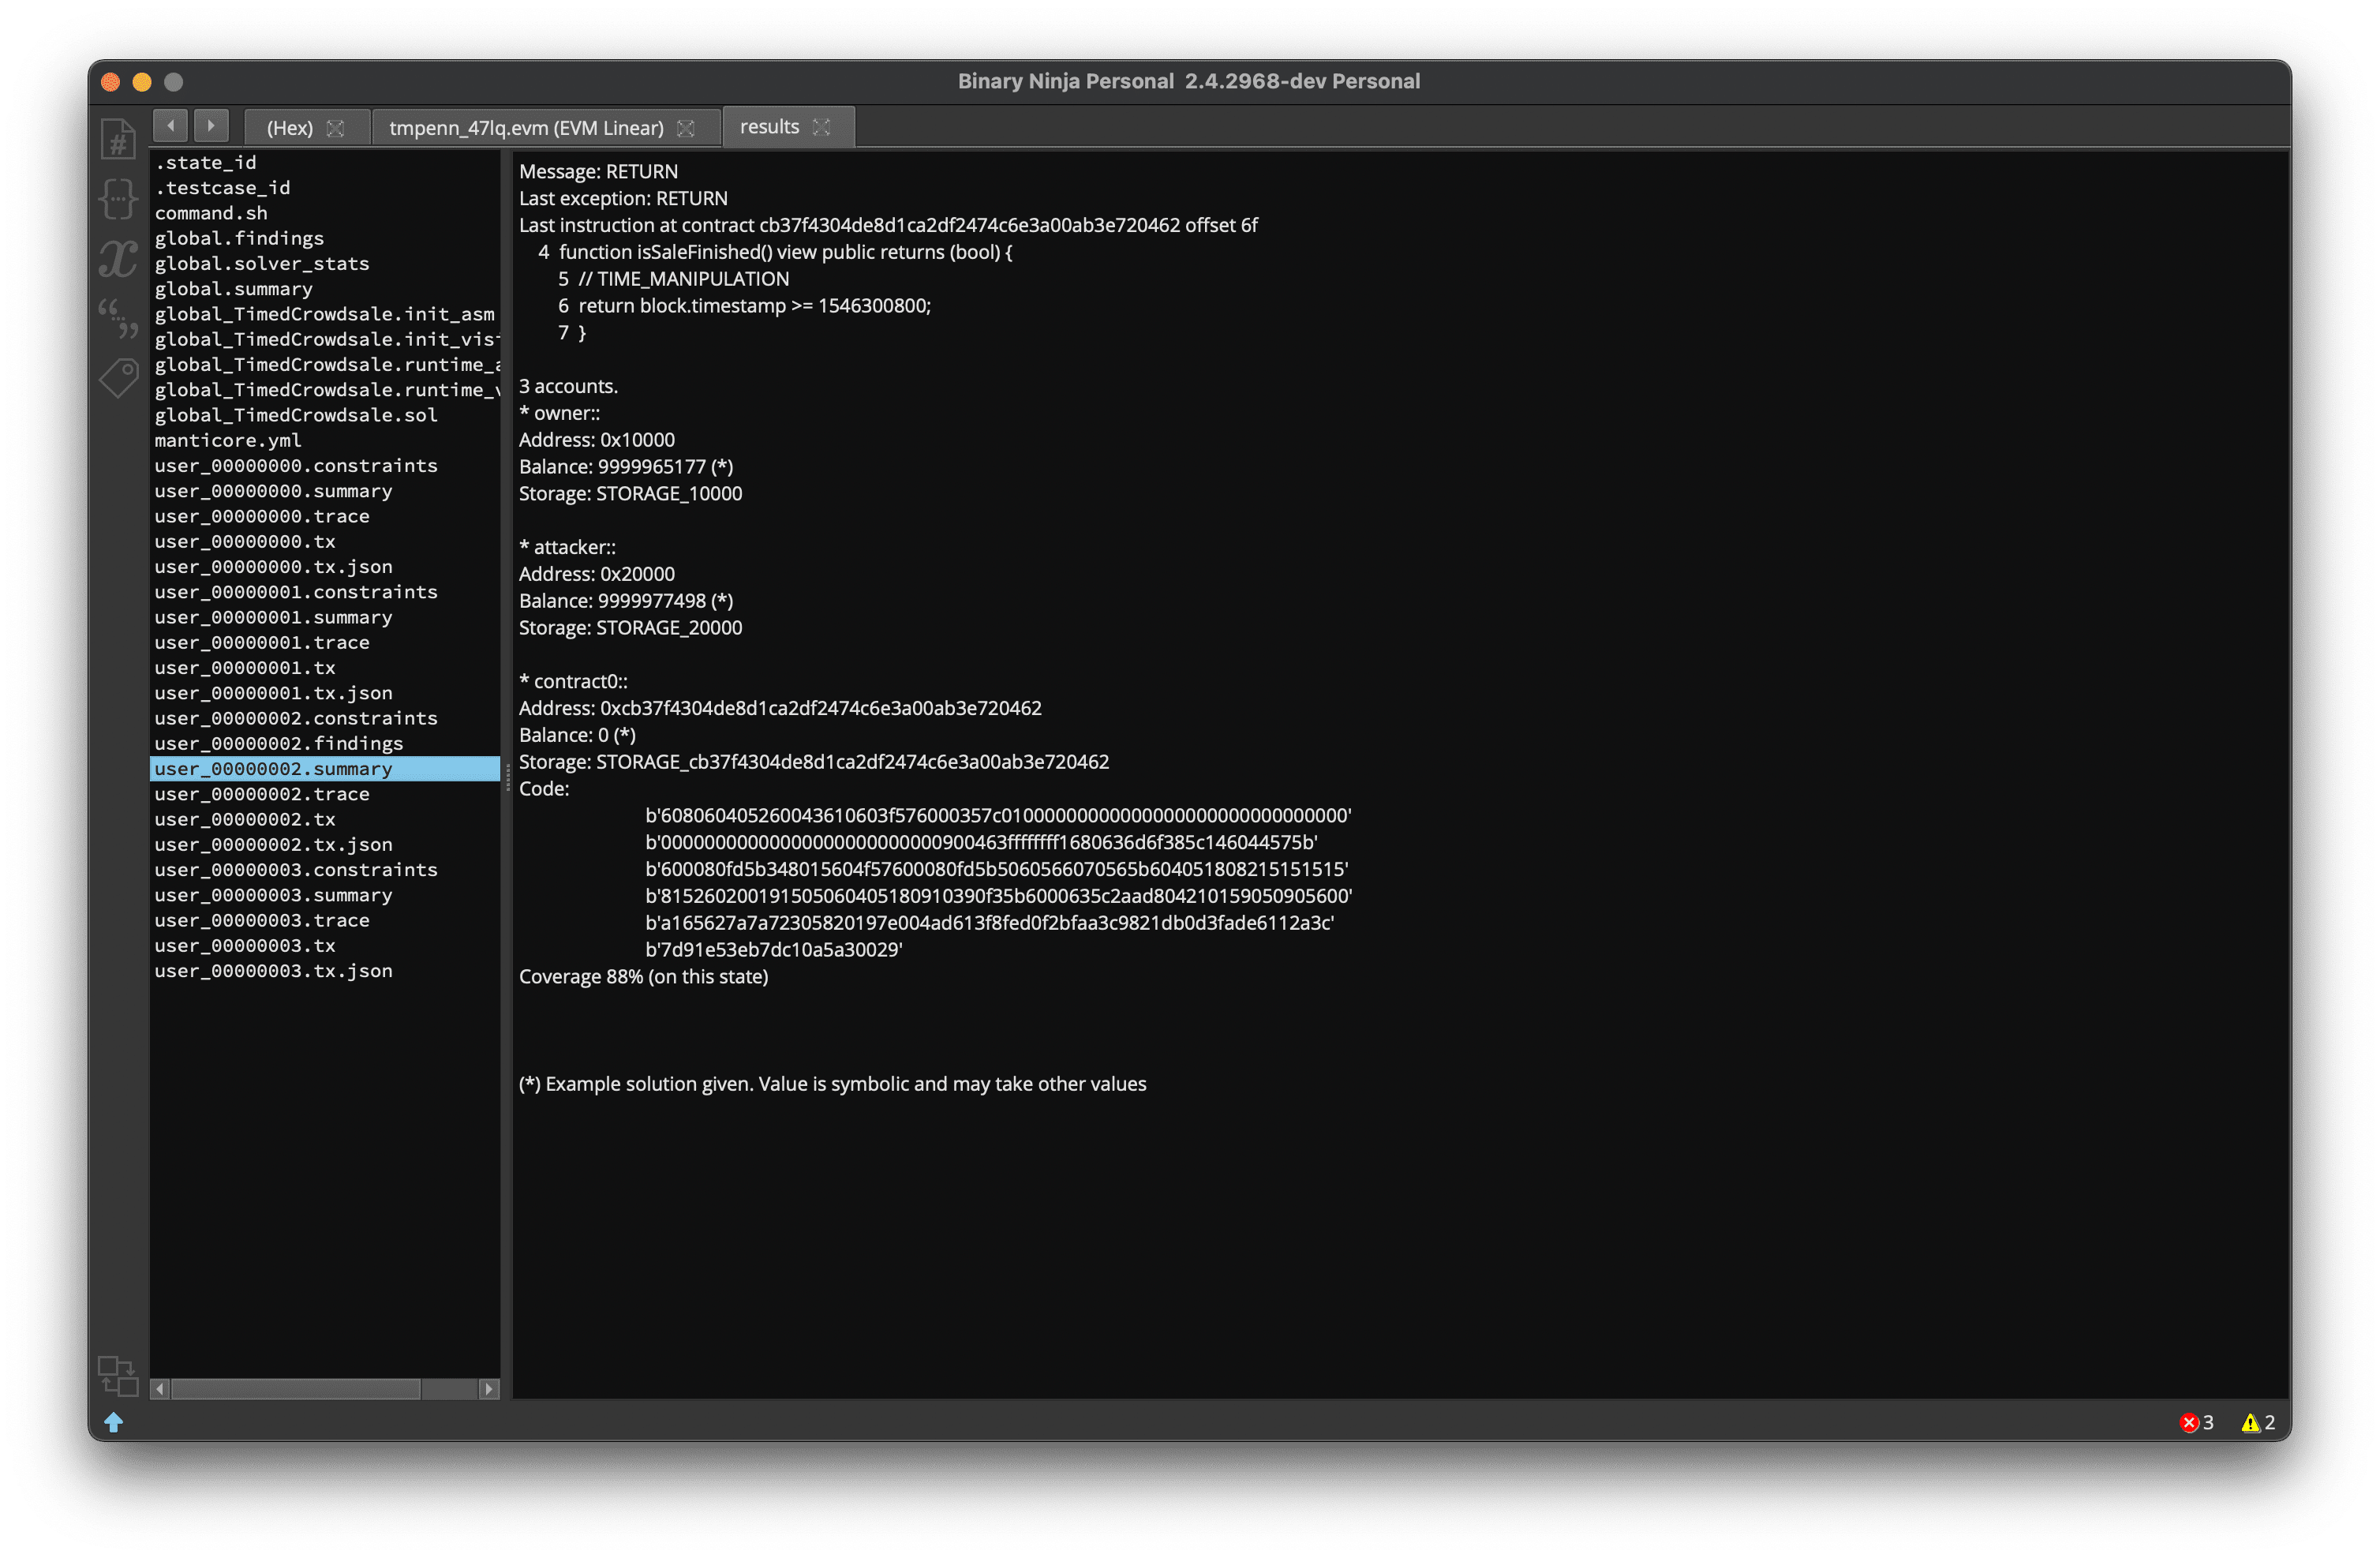 Binary Ninja Personal 2.4.2968-dev Personal
(Hex)
tmpenn_47lq.evm (EVM Linear)
results
.state_id
.testcase_id
command.sh
global.findings
global.solver_stats
global.summary
global_TimedCrowdsale.init_asm
global_TimedCrowdsale.init_vis
global_TimedCrowdsale.runtime_a
global_TimedCrowdsale.runtime_v
global_TimedCrowdsale.sol
manticore.yml
user_00000000.constraints
user_00000000.summary
user_00000000.trace
user_00000000.tx
user_00000000.tx.json
user_00000001.constraints
user_00000001.summary
user_00000001.trace
user_00000001.tx
user_00000001.tx.json
user_00000002.constraints
user_00000002.findings
user_00000002.summary
user_00000002.trace
user_00000002.tx
user_00000002.tx.json
user_00000003.constraints
user_00000003.summary
user_00000003.trace
user_00000003.tx
user_00000003.tx.json
Message: RETURN
Last exception: RETURN
Last instruction at contract cb37f4304de8d1ca2df2474c6e3a00ab3e720462 offset 6f
4 function isSaleFinished() view public returns (bool) {
5 // TIME_MANIPULATION
6 return block.timestamp >= 1546300800;
7 }
3 accounts.
* owner::
Address: 0x10000
Balance: 9999965177 (*)
Storage: STORAGE_10000
* attacker::
Address: 0x20000
Balance: 9999977498 (*)
Storage: STORAGE_20000
* contract0::
Address: 0xcb37f4304de8d1ca2df2474c6e3a00ab3e720462
Balance: 0 (*)
Storage: STORAGE_cb37f4304de8d1ca2df2474c6e3a00ab3e720462
Code:
b'608060405260043610603f576000357c0100000000000000000000000000000'
b'000000000000000000000000000900463ffffffff1680636d6f385c146044575b'
b'600080fd5b348015604f57600080fd5b5060566070565b604051808215151515'
b'815260200191505060405180910390f35b6000635c2aad804210159050905600'
b'a165627a7a72305820197e004ad613f8fed0f2bfaa3c9821db0d3fade6112a3c'
b'7d91e53eb7dc10a5a30029'
Coverage 88% (on this state)
(*) Example solution given. Value is symbolic and may take other values
3
2